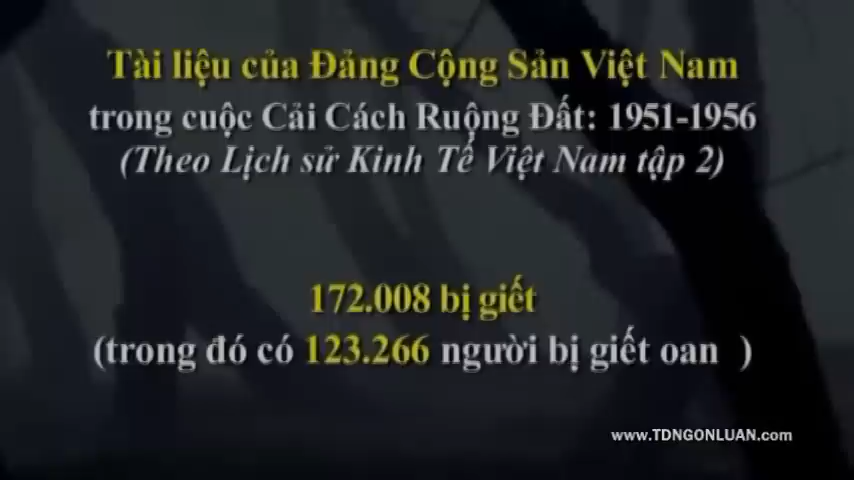 Tài liệu của Đảng Cộng Sản Việt Nam
trong cuộc Cải Cách Ruộng Đất: 1951-1956
(Theo Lịch sử Kinh Tế Việt Nam tập 2)
172.008 bị giết
(trong đó có 123.266 người bị giết oan )
www.TDNGONLUAN.com